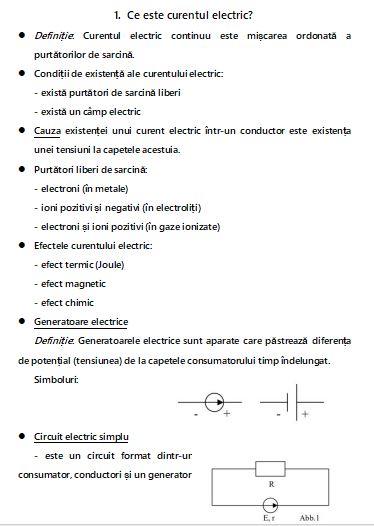 1. Ce este curentul electric?
● Definiție: Curentul electric continuu este mișcarea ordonată a
purtătorilor de sarcină.
● Condiții de existență ale curentului electric:
- există purtători de sarcină liberi
- există un câmp electric
● Cauza existenței unui curent electric într-un conductor este existența
unei tensiuni la capetele acestuia.
● Purtători liberi de sarcină:
- electroni (în metale)
- ioni pozitivi și negativi (în electroliți)
- electroni și ioni pozitivi (în gaze ionizate)
● Efectele curentului electric:
- efect termic (Joule)
- efect magnetic
- efect chimic
● Generatoare electrice
Definiție: Generatoarele electrice sunt aparate care păstrează diferența
de potențial (tensiunea) de la capetele consumatorului timp îndelungat.
Simboluri:
- + - +
● Circuit electric simplu
- este un circuit format dintr-un
consumator, conductori și un generator
R
E, r Abb.1